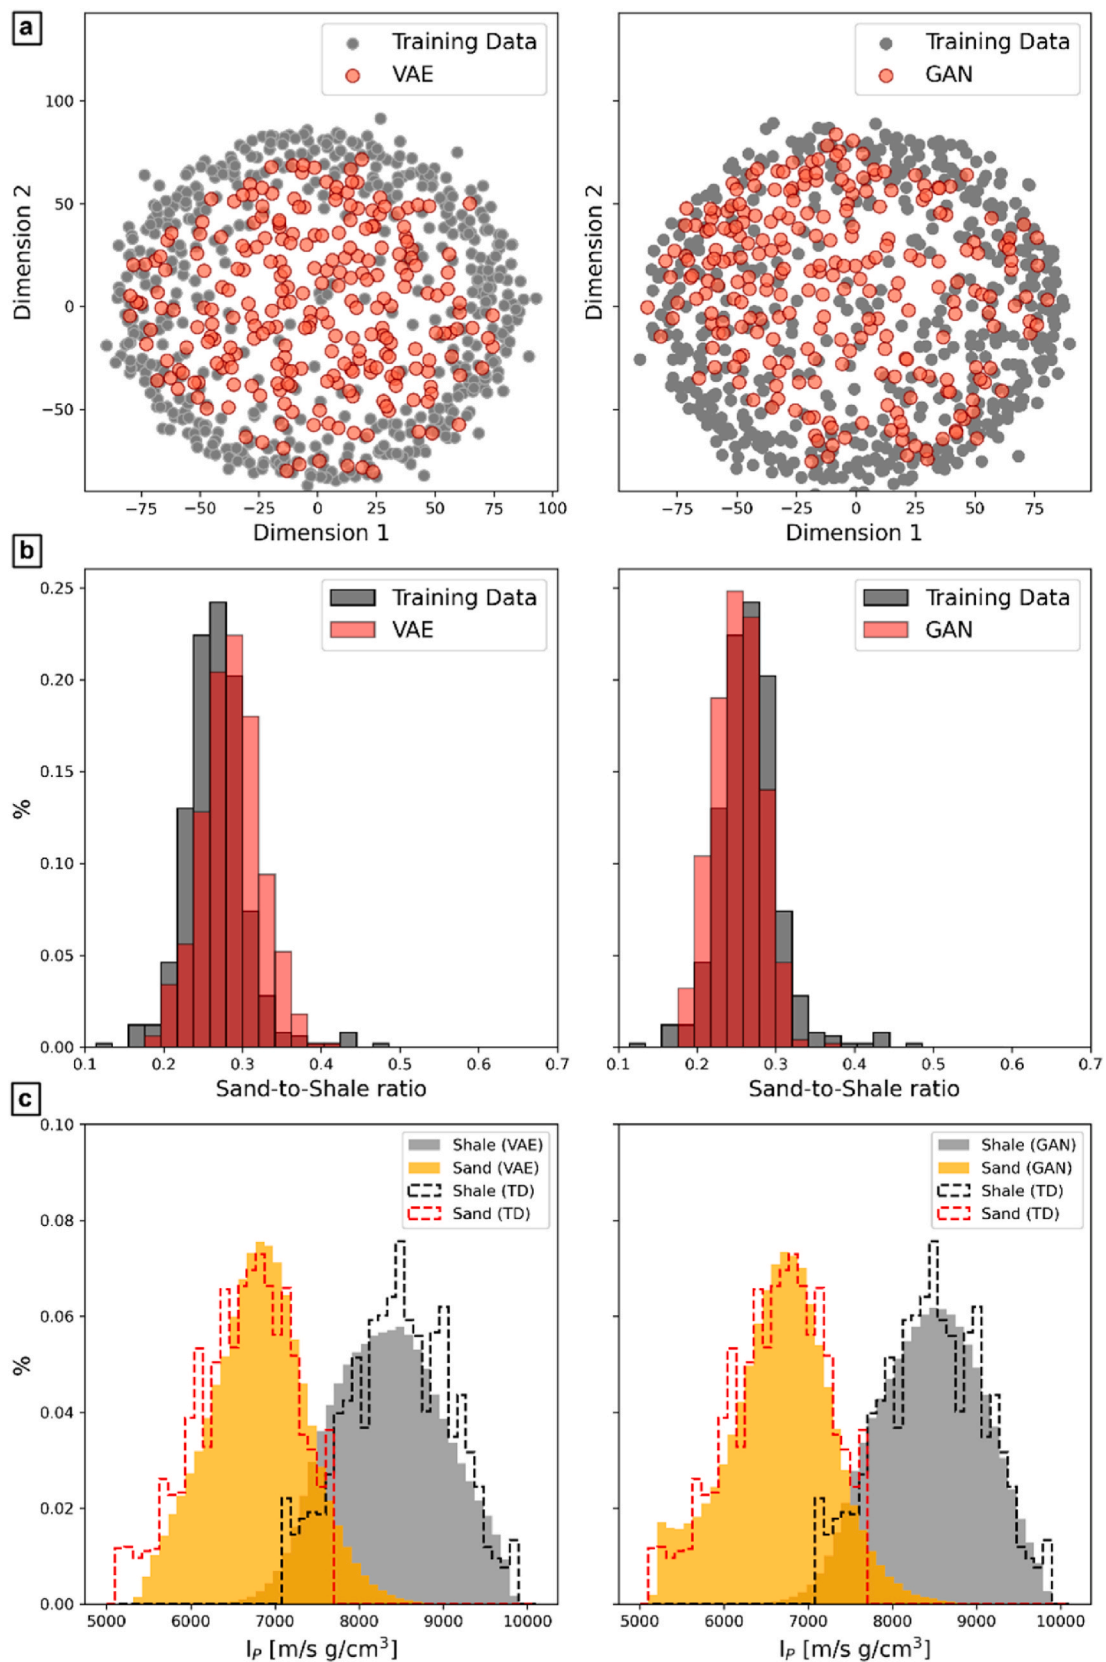 a
Training Data
VAE
Training Data
GAN
100
50
0
−50
Dimension 2
Dimension 2
−75 −50 −25 0 25 50 75 100
−75 −50 −25 0 25 50 75
Dimension 1
Dimension 1
b
0.25
0.20
0.15
0.10
0.05
0.00
%
Training Data
VAE
Training Data
GAN
0.1 0.2 0.3 0.4 0.5 0.6 0.7
0.1 0.2 0.3 0.4 0.5 0.6 0.7
Sand-to-Shale ratio
Sand-to-Shale ratio
c
0.10
0.08
0.06
0.04
0.02
0.00
%
Shale (VAE)
Sand (VAE)
Shale (TD)
Sand (TD)
Shale (GAN)
Sand (GAN)
Shale (TD)
Sand (TD)
5000 6000 7000 8000 9000 10000
5000 6000 7000 8000 9000 10000
I_P [m/s g/cm³]
I_P [m/s g/cm³]